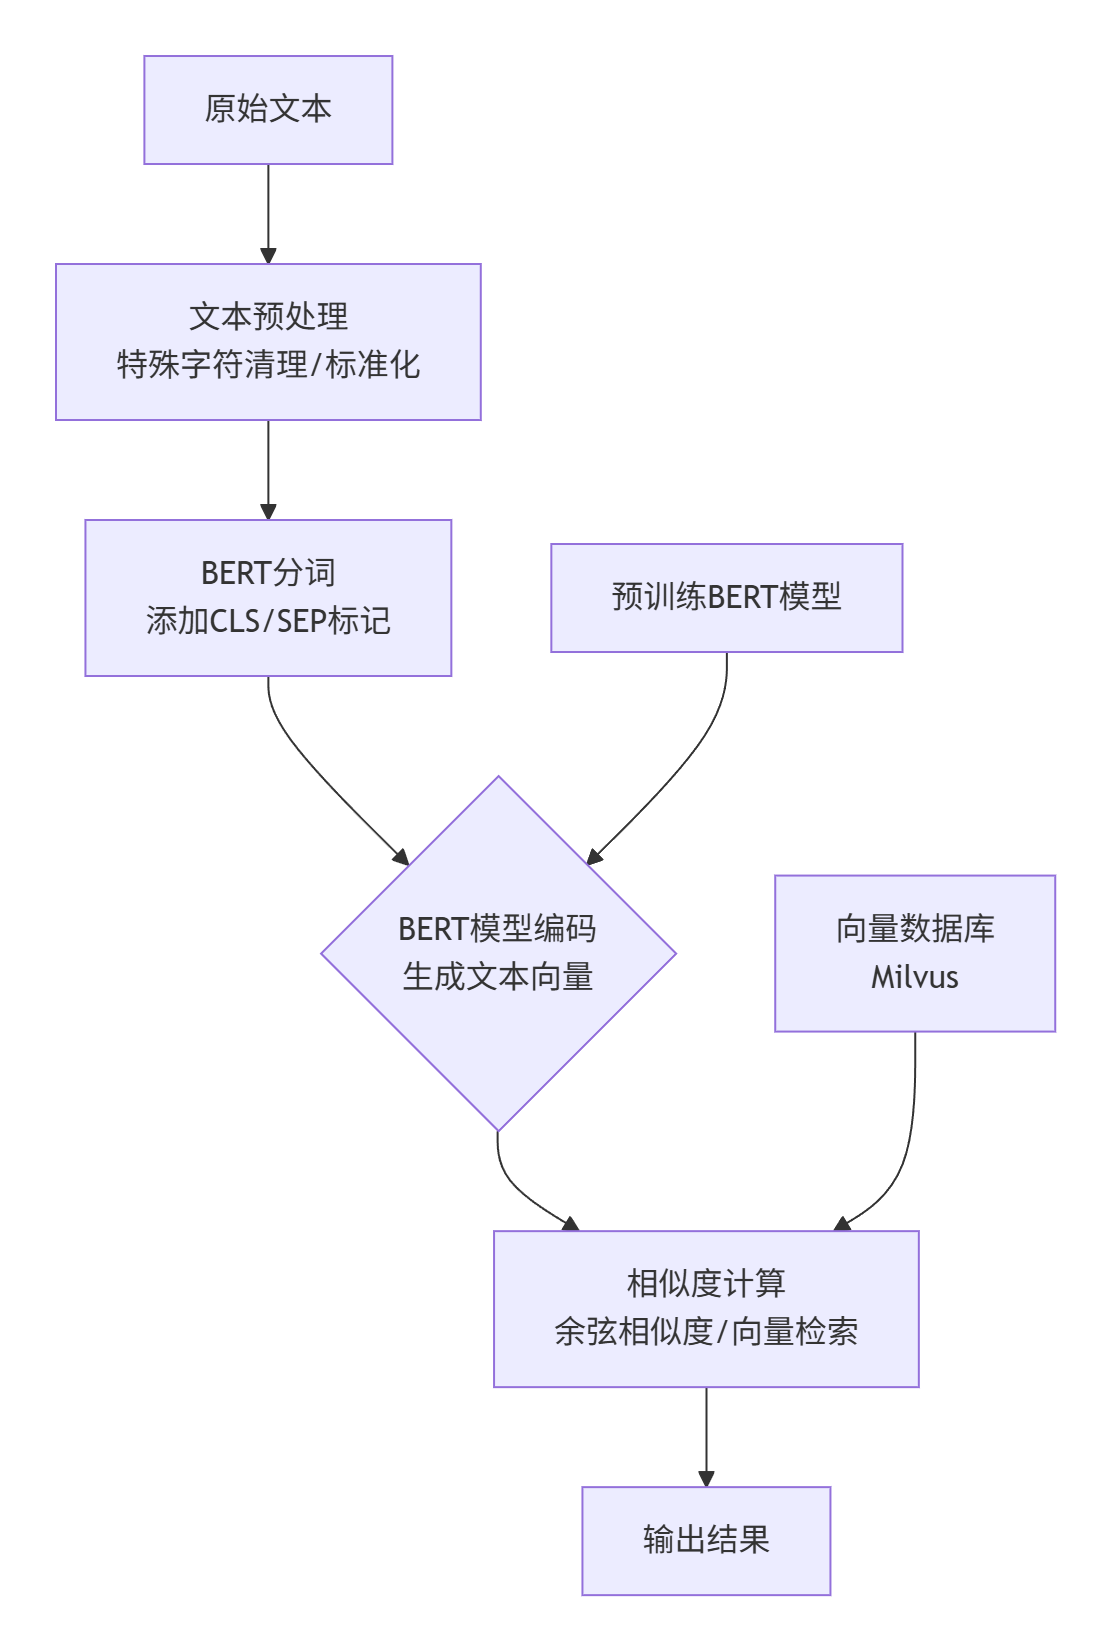 原始文本
文本预处理
特殊字符清理/标准化
BERT分词
添加CLS/SEP标记
预训练BERT模型
BERT模型编码
生成文本向量
向量数据库
Milvus
相似度计算
余弦相似度/向量检索
输出结果